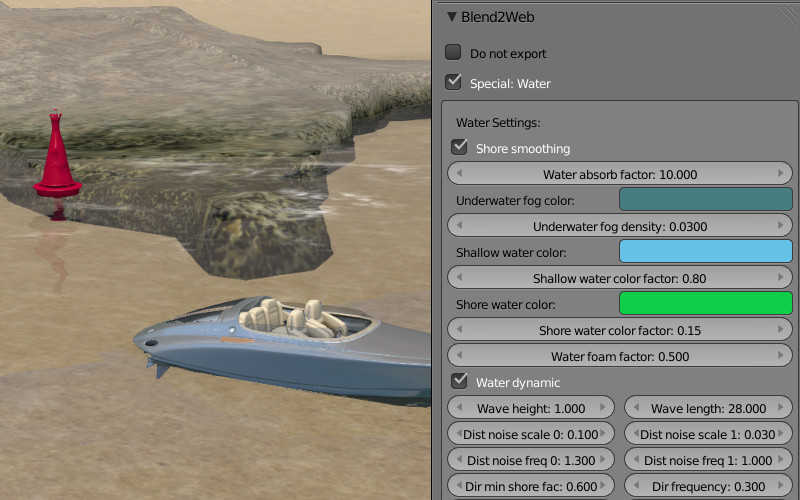 Blend2Web
Do not export
Special: Water
Water Settings:
Shore smoothing
Water absorb factor: 10.000
Underwater fog color:
Underwater fog density: 0.0300
Shallow water color:
Shallow water color factor: 0.80
Shore water color:
Shore water color factor: 0.15
Water foam factor: 0.500
Water dynamic
Wave height: 1.000 Wave length: 28.000
Dist noise scale 0: 0.100 Dist noise scale 1: 0.030
Dist noise freq 0: 1.300 Dist noise freq 1: 1.000
Dir min shore fac: 0.600 Dir frequency: 0.300